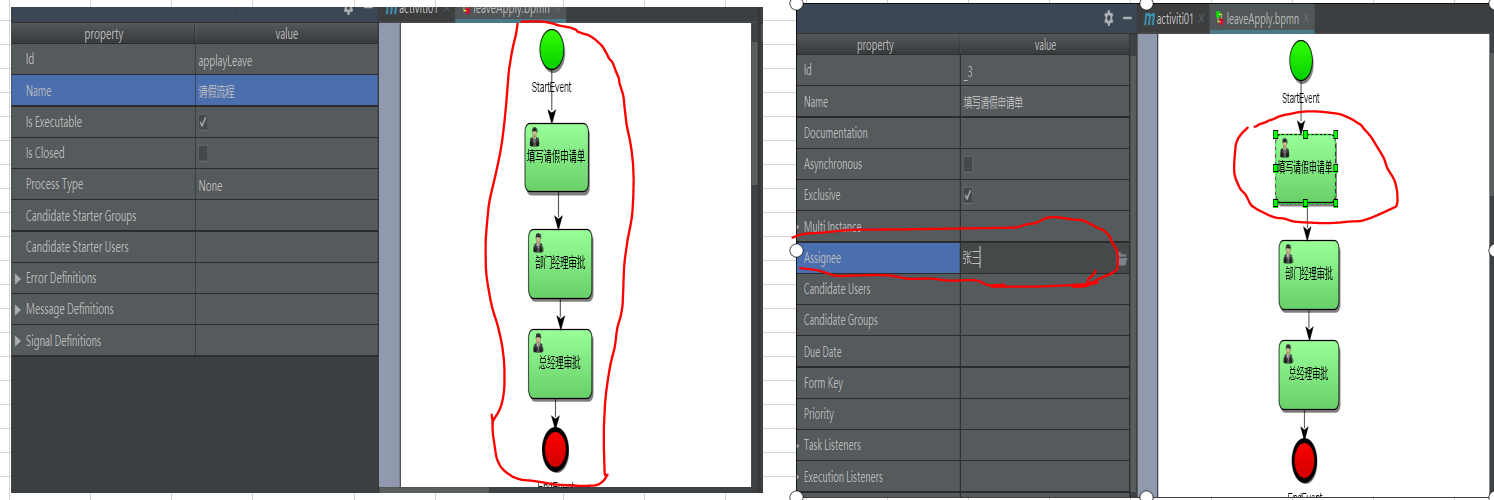 activiti01 leaveApply.bpmn
property value
Id applayLeave
Name 请假流程
Is Executable
Is Closed
Process Type None
Candidate Starter Groups
Candidate Starter Users
Error Definitions
Message Definitions
Signal Definitions
StartEvent
填写请假申请单
部门经理审批
总经理审批
EndEvent
activiti01 leaveApply.bpmn
property value
Id _3
Name 填写请假申请单
Documentation
Asynchronous
Exclusive
Multi Instance
Assignee 张三
Candidate Users
Candidate Groups
Due Date
Form Key
Priority
Task Listeners
Execution Listeners
StartEvent
填写请假申请单
部门经理审批
总经理审批
EndEvent